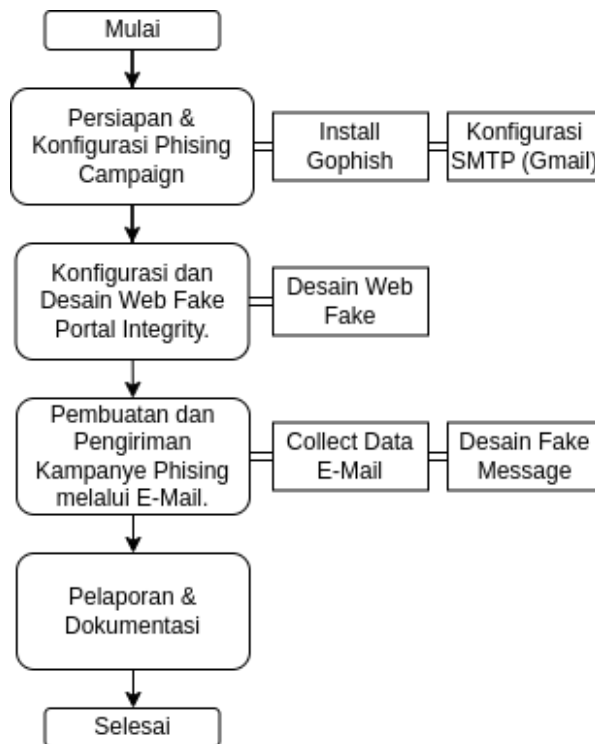 Mulai
Persiapan &
Konfigurasi Phising
Campaign
Install
Gophish
Konfigurasi
SMTP (Gmail)
Konfigurasi dan
Desain Web Fake
Portal Integrity.
Desain Web
Fake
Pembuatan dan
Pengiriman
Kampanye Phising
melalui E-Mail.
Collect Data
E-Mail
Desain Fake
Message
Pelaporan &
Dokumentasi
Selesai